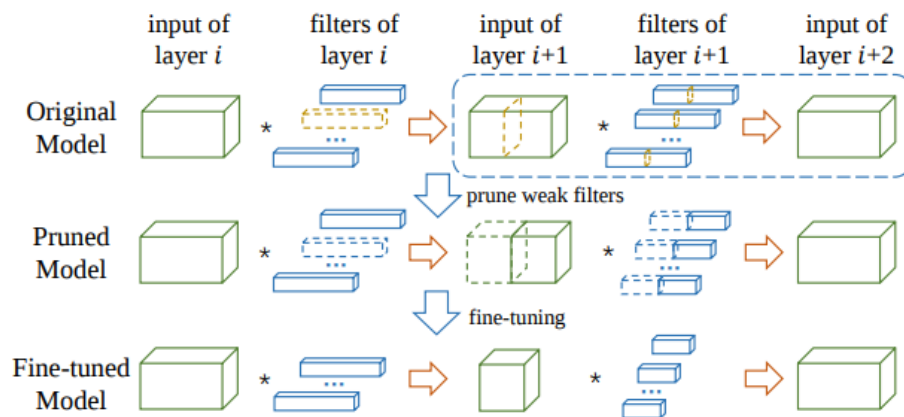 input of
layer i
filters of
layer i
input of
layer i+1
filters of
layer i+1
input of
layer i+2
Original
Model
*
...
*
...
prune weak filters
Pruned
Model
*
...
*
...
fine-tuning
Fine-tuned
Model
*
...
*
...